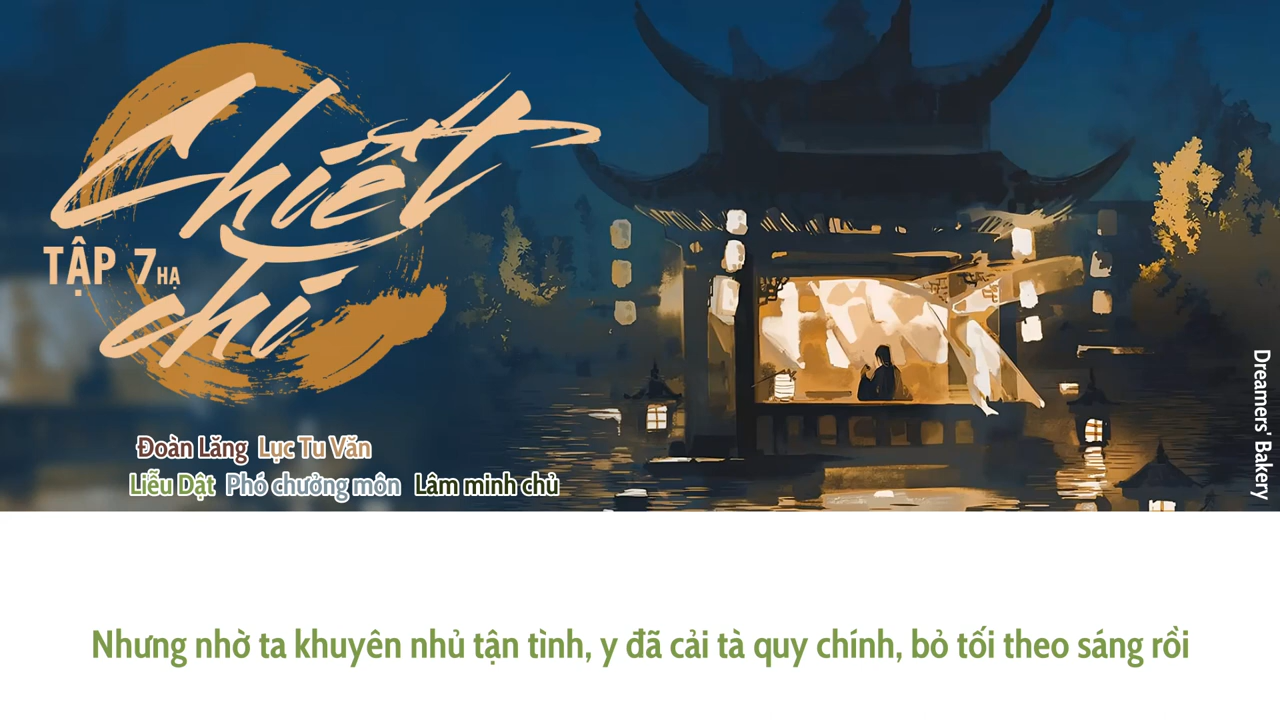 Chiết
chi
TẬP 7 HẠ
Đoàn Lăng Lục Tu Vãn
Liễu Dật Phó chưởng môn Lâm minh chủ
Dreamers' Bakery
Nhưng nhờ ta khuyên nhủ tận tình, y đã cải tà quy chính, bỏ tối theo sáng rồi